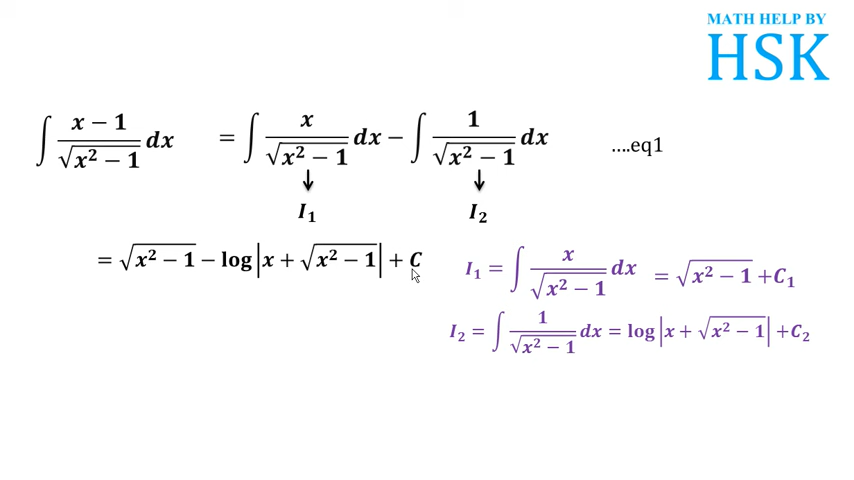 MATH HELP BY
HSK
∫ (x − 1)/√(x² − 1) dx = ∫ x/√(x² − 1) dx − ∫ 1/√(x² − 1) dx ....eq1
↓ ↓
I₁ I₂
= √(x² − 1) − log|x + √(x² − 1)| + C
I₁ = ∫ x/√(x² − 1) dx = √(x² − 1) +C₁
I₂ = ∫ 1/√(x² − 1) dx = log|x + √(x² − 1)| +C₂